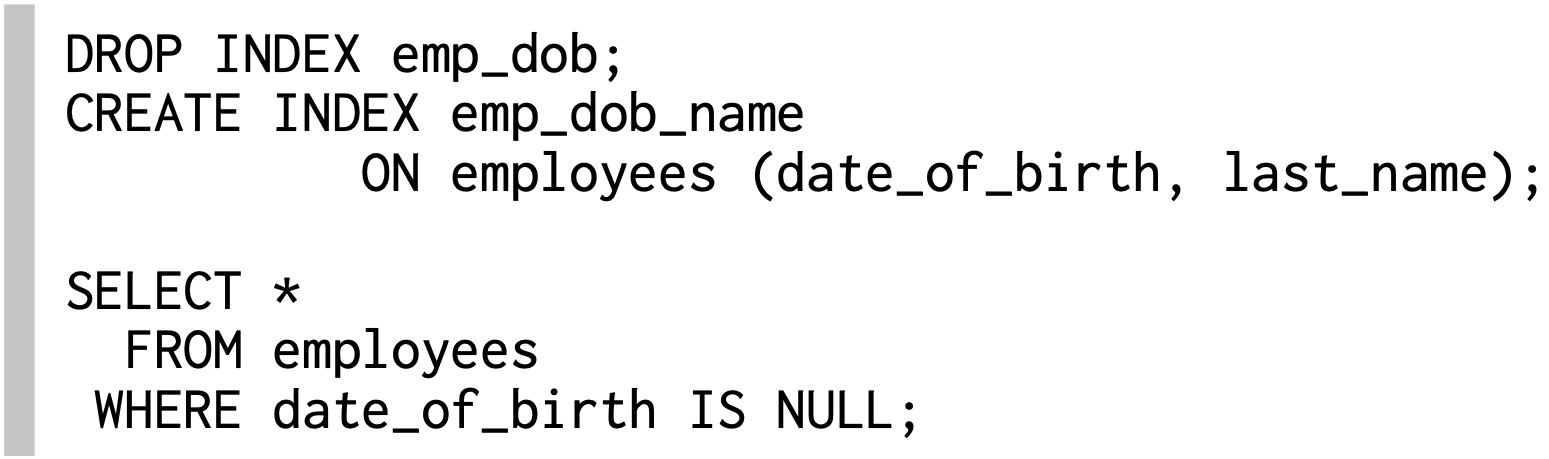 DROP INDEX emp_dob;
CREATE INDEX emp_dob_name
          ON employees (date_of_birth, last_name);

SELECT *
  FROM employees
 WHERE date_of_birth IS NULL;